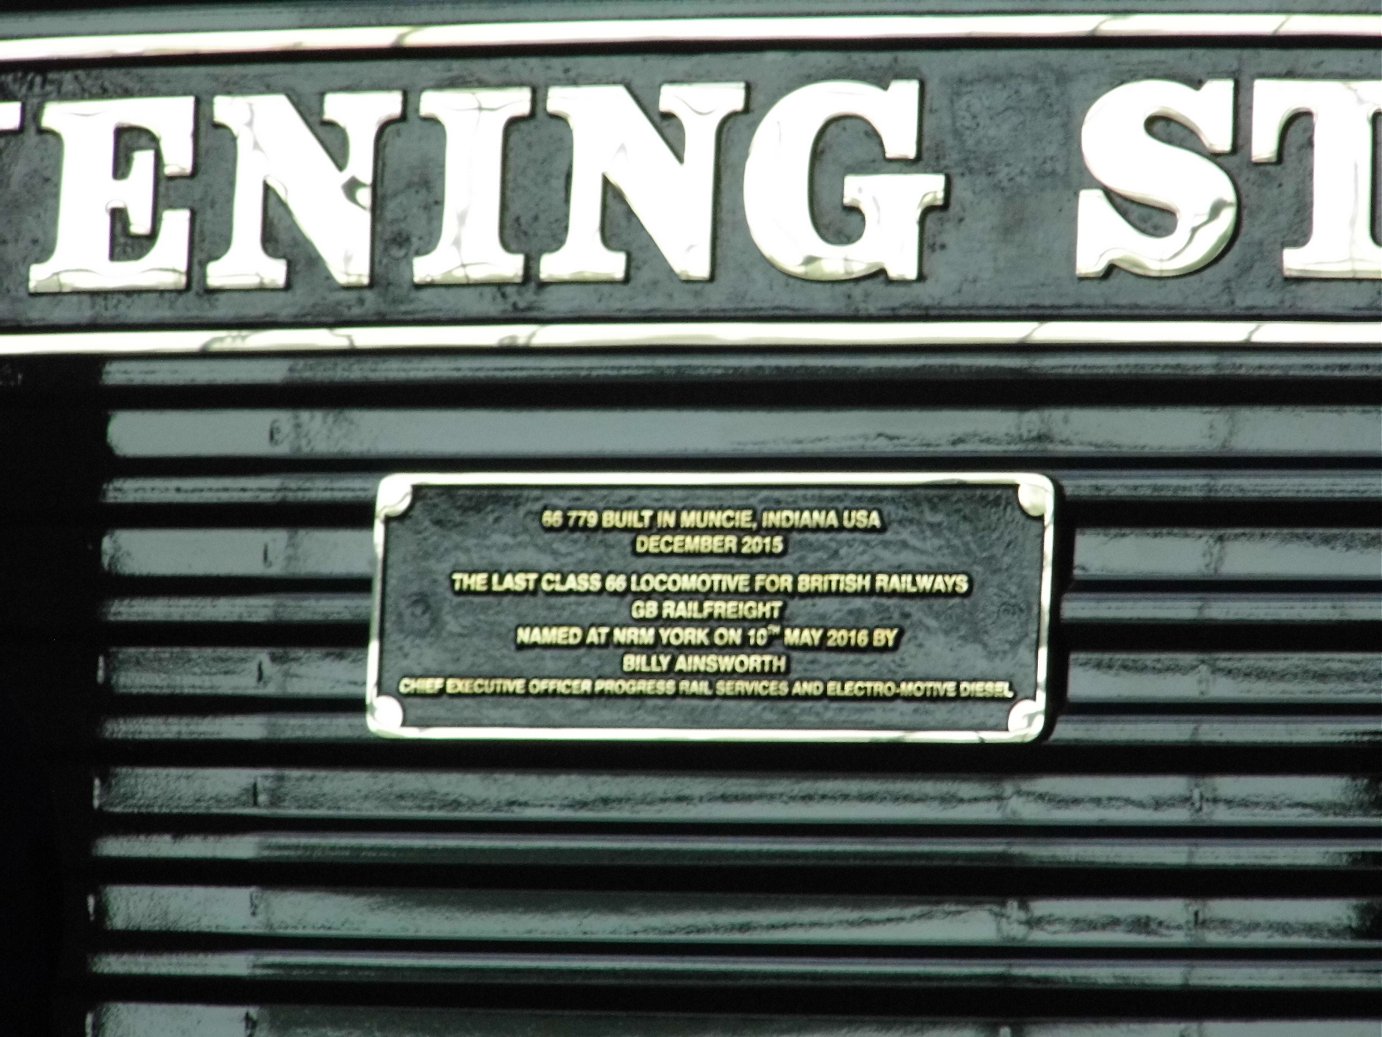 ENING ST
66 779 BUILT IN MUNCIE, INDIANA USA
DECEMBER 2015
THE LAST CLASS 66 LOCOMOTIVE FOR BRITISH RAILWAYS
GB RAILFREIGHT
NAMED AT NRM YORK ON 10TH MAY 2016 BY
BILLY AINSWORTH
CHIEF EXECUTIVE OFFICER PROGRESS RAIL SERVICES AND ELECTRO-MOTIVE DIESEL